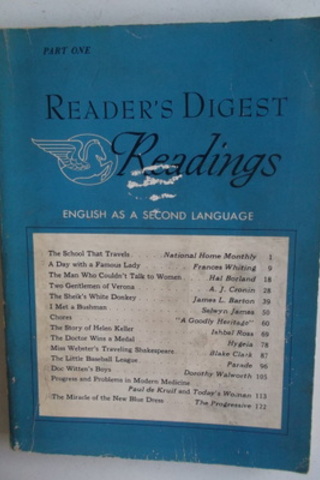 PART ONE
READER'S DIGEST
Readings
ENGLISH AS A SECOND LANGUAGE
The School That Travels . National Home Monthly 1
A Day with a Famous Lady . . Frances Whiting 9
The Man Who Couldn't Talk to Women . Hal Borland 18
Two Gentlemen of Verona . . A. J. Cronin 28
The Sheik's White Donkey . . James L. Barton 39
I Met a Bushman . . Selwyn James 50
Chores . . "A Goodly Heritage" 60
The Story of Helen Keller . . Ishbel Ross 69
The Doctor Wins a Medal . . Hygeia 78
Miss Webster's Traveling Shakespeare . Blake Clark 87
The Little Baseball League . . Parade 96
Doc Witten's Boys . . Dorothy Walworth 105
Progress and Problems in Modern Medicine
Paul de Kruif and Today's Woman 113
The Miracle of the New Blue Dress . The Progressive 122